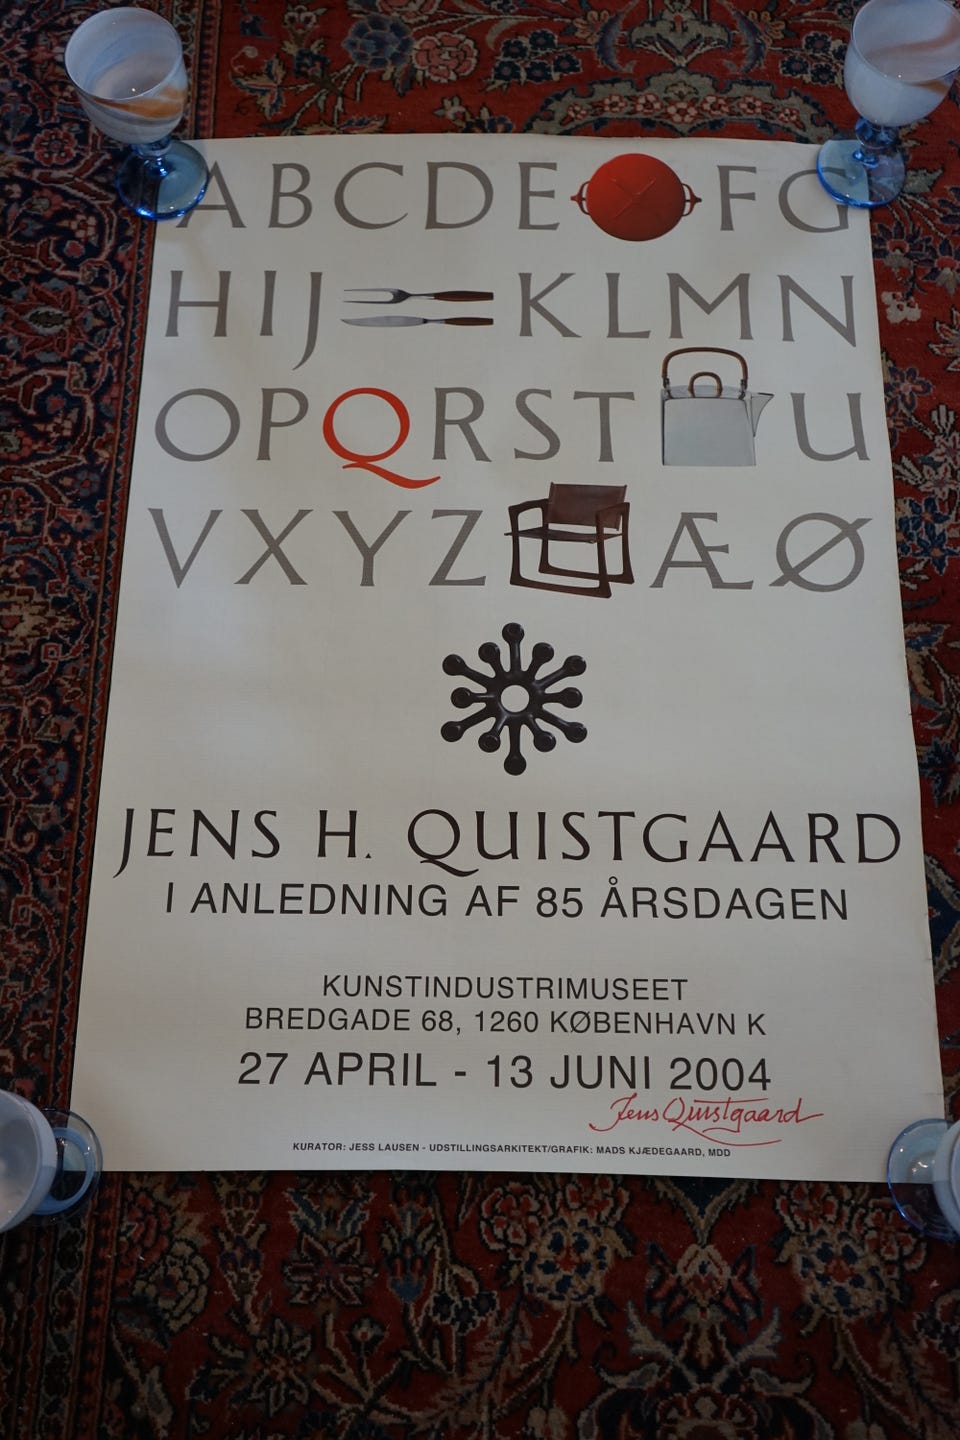 ABCDE FG
HIJ KLMN
OPQRST U
VXYZ ÆØ
JENS H. QUISTGAARD
I ANLEDNING AF 85 ÅRSDAGEN
KUNSTINDUSTRIMUSEET
BREDGADE 68, 1260 KØBENHAVN K
27 APRIL - 13 JUNI 2004
Jens Quistgaard
KURATOR: JESS LAUSEN - UDSTILLINGSARKITEKT/GRAFIK: MADS KJÆDEGAARD, MDD